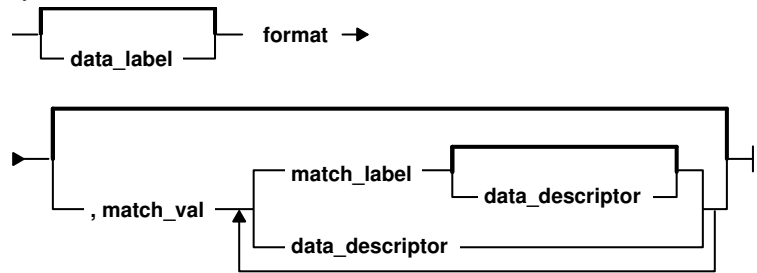 format
data_label
match_label
data_descriptor
, match_val
data_descriptor